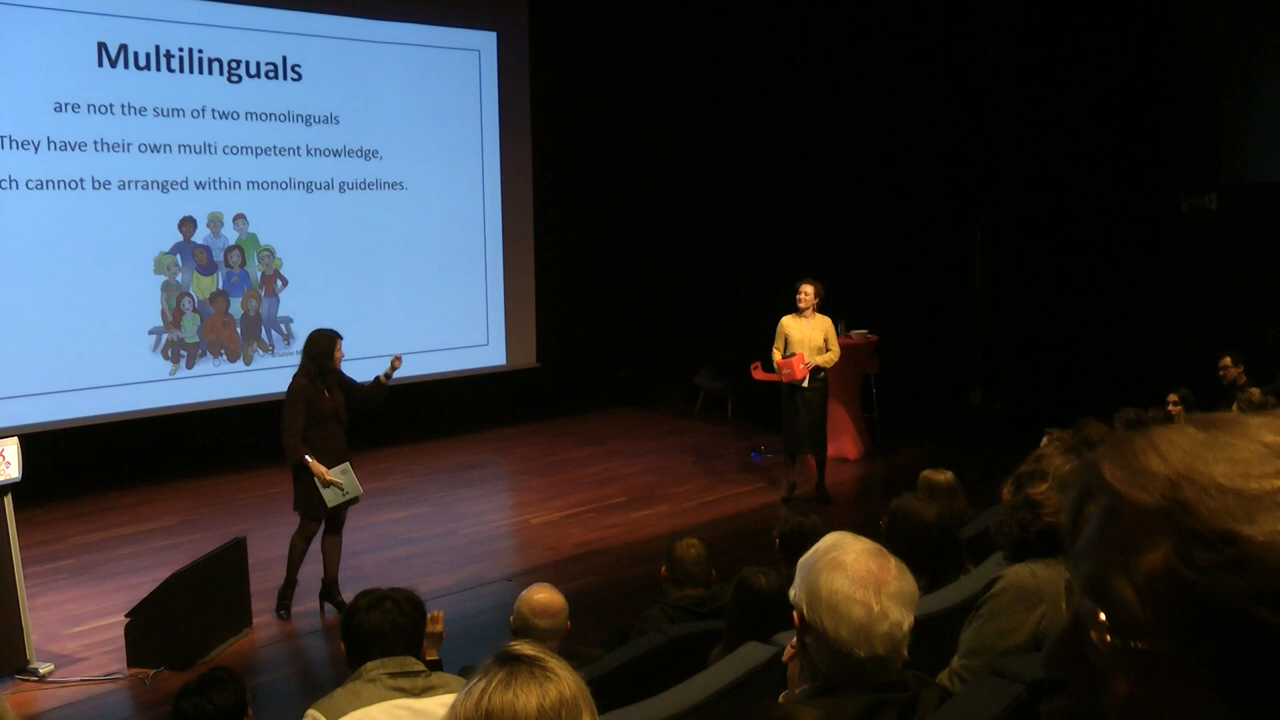 Multilinguals
are not the sum of two monolinguals
They have their own multi competent knowledge,
cannot be arranged within monolingual guidelines.